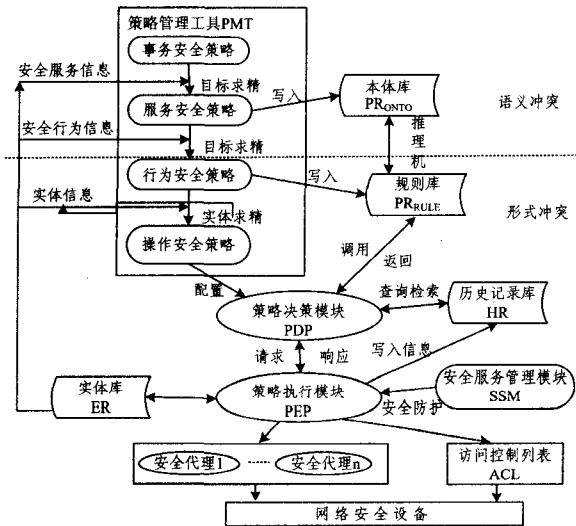 策略管理工具PMT
事务安全策略
安全服务信息
目标求精
服务安全策略
写入
本体库
PRONTO
语义冲突
安全行为信息
目标求精
推理机
行为安全策略
写入
规则库
PRRULE
形式冲突
实体信息
实体求精
操作安全策略
调用
返回
配置
策略决策模块
PDP
查询检索
历史记录库
HR
请求
响应
写入信息
实体库
ER
策略执行模块
PEP
安全防护
安全服务管理模块
SSM
安全代理1
安全代理n
访问控制列表
ACL
网络安全设备